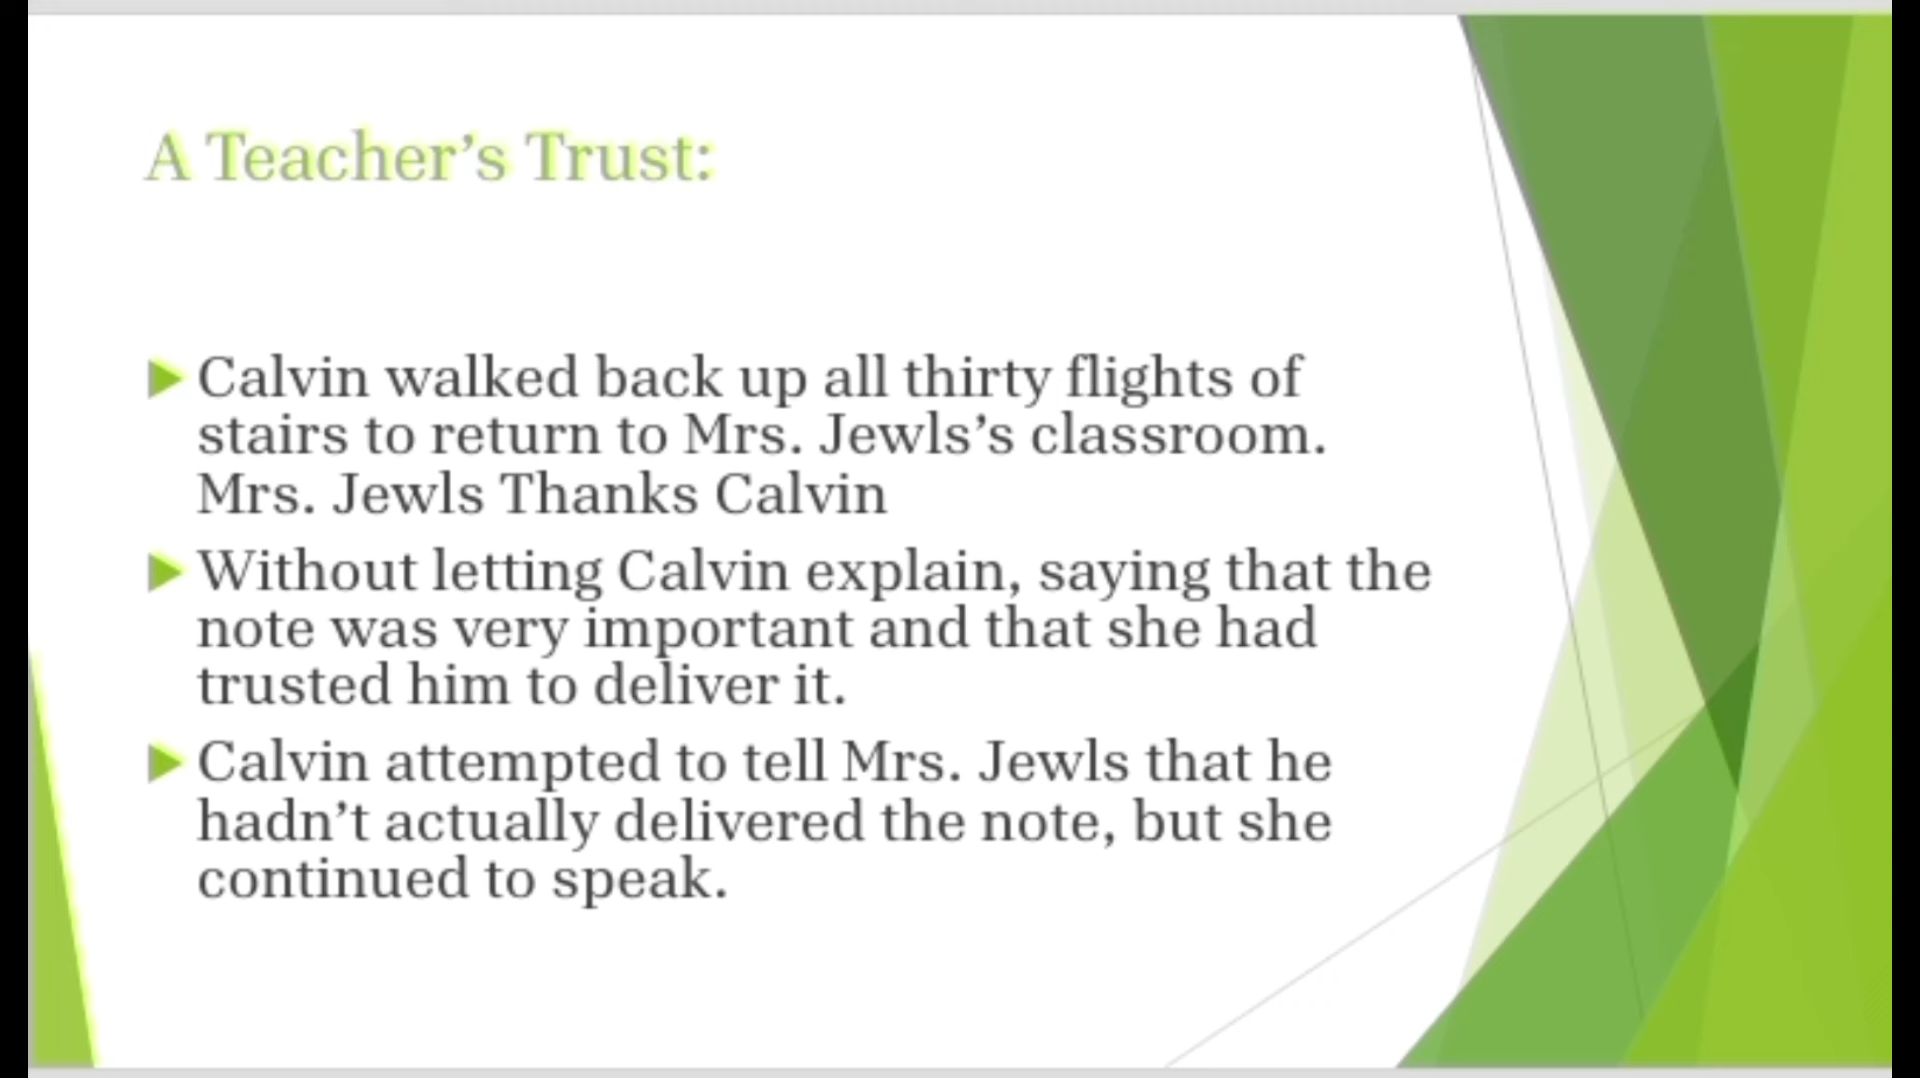 A Teacher’s Trust:
Calvin walked back up all thirty flights of
stairs to return to Mrs. Jewls’s classroom.
Mrs. Jewls Thanks Calvin
Without letting Calvin explain, saying that the
note was very important and that she had
trusted him to deliver it.
Calvin attempted to tell Mrs. Jewls that he
hadn’t actually delivered the note, but she
continued to speak.